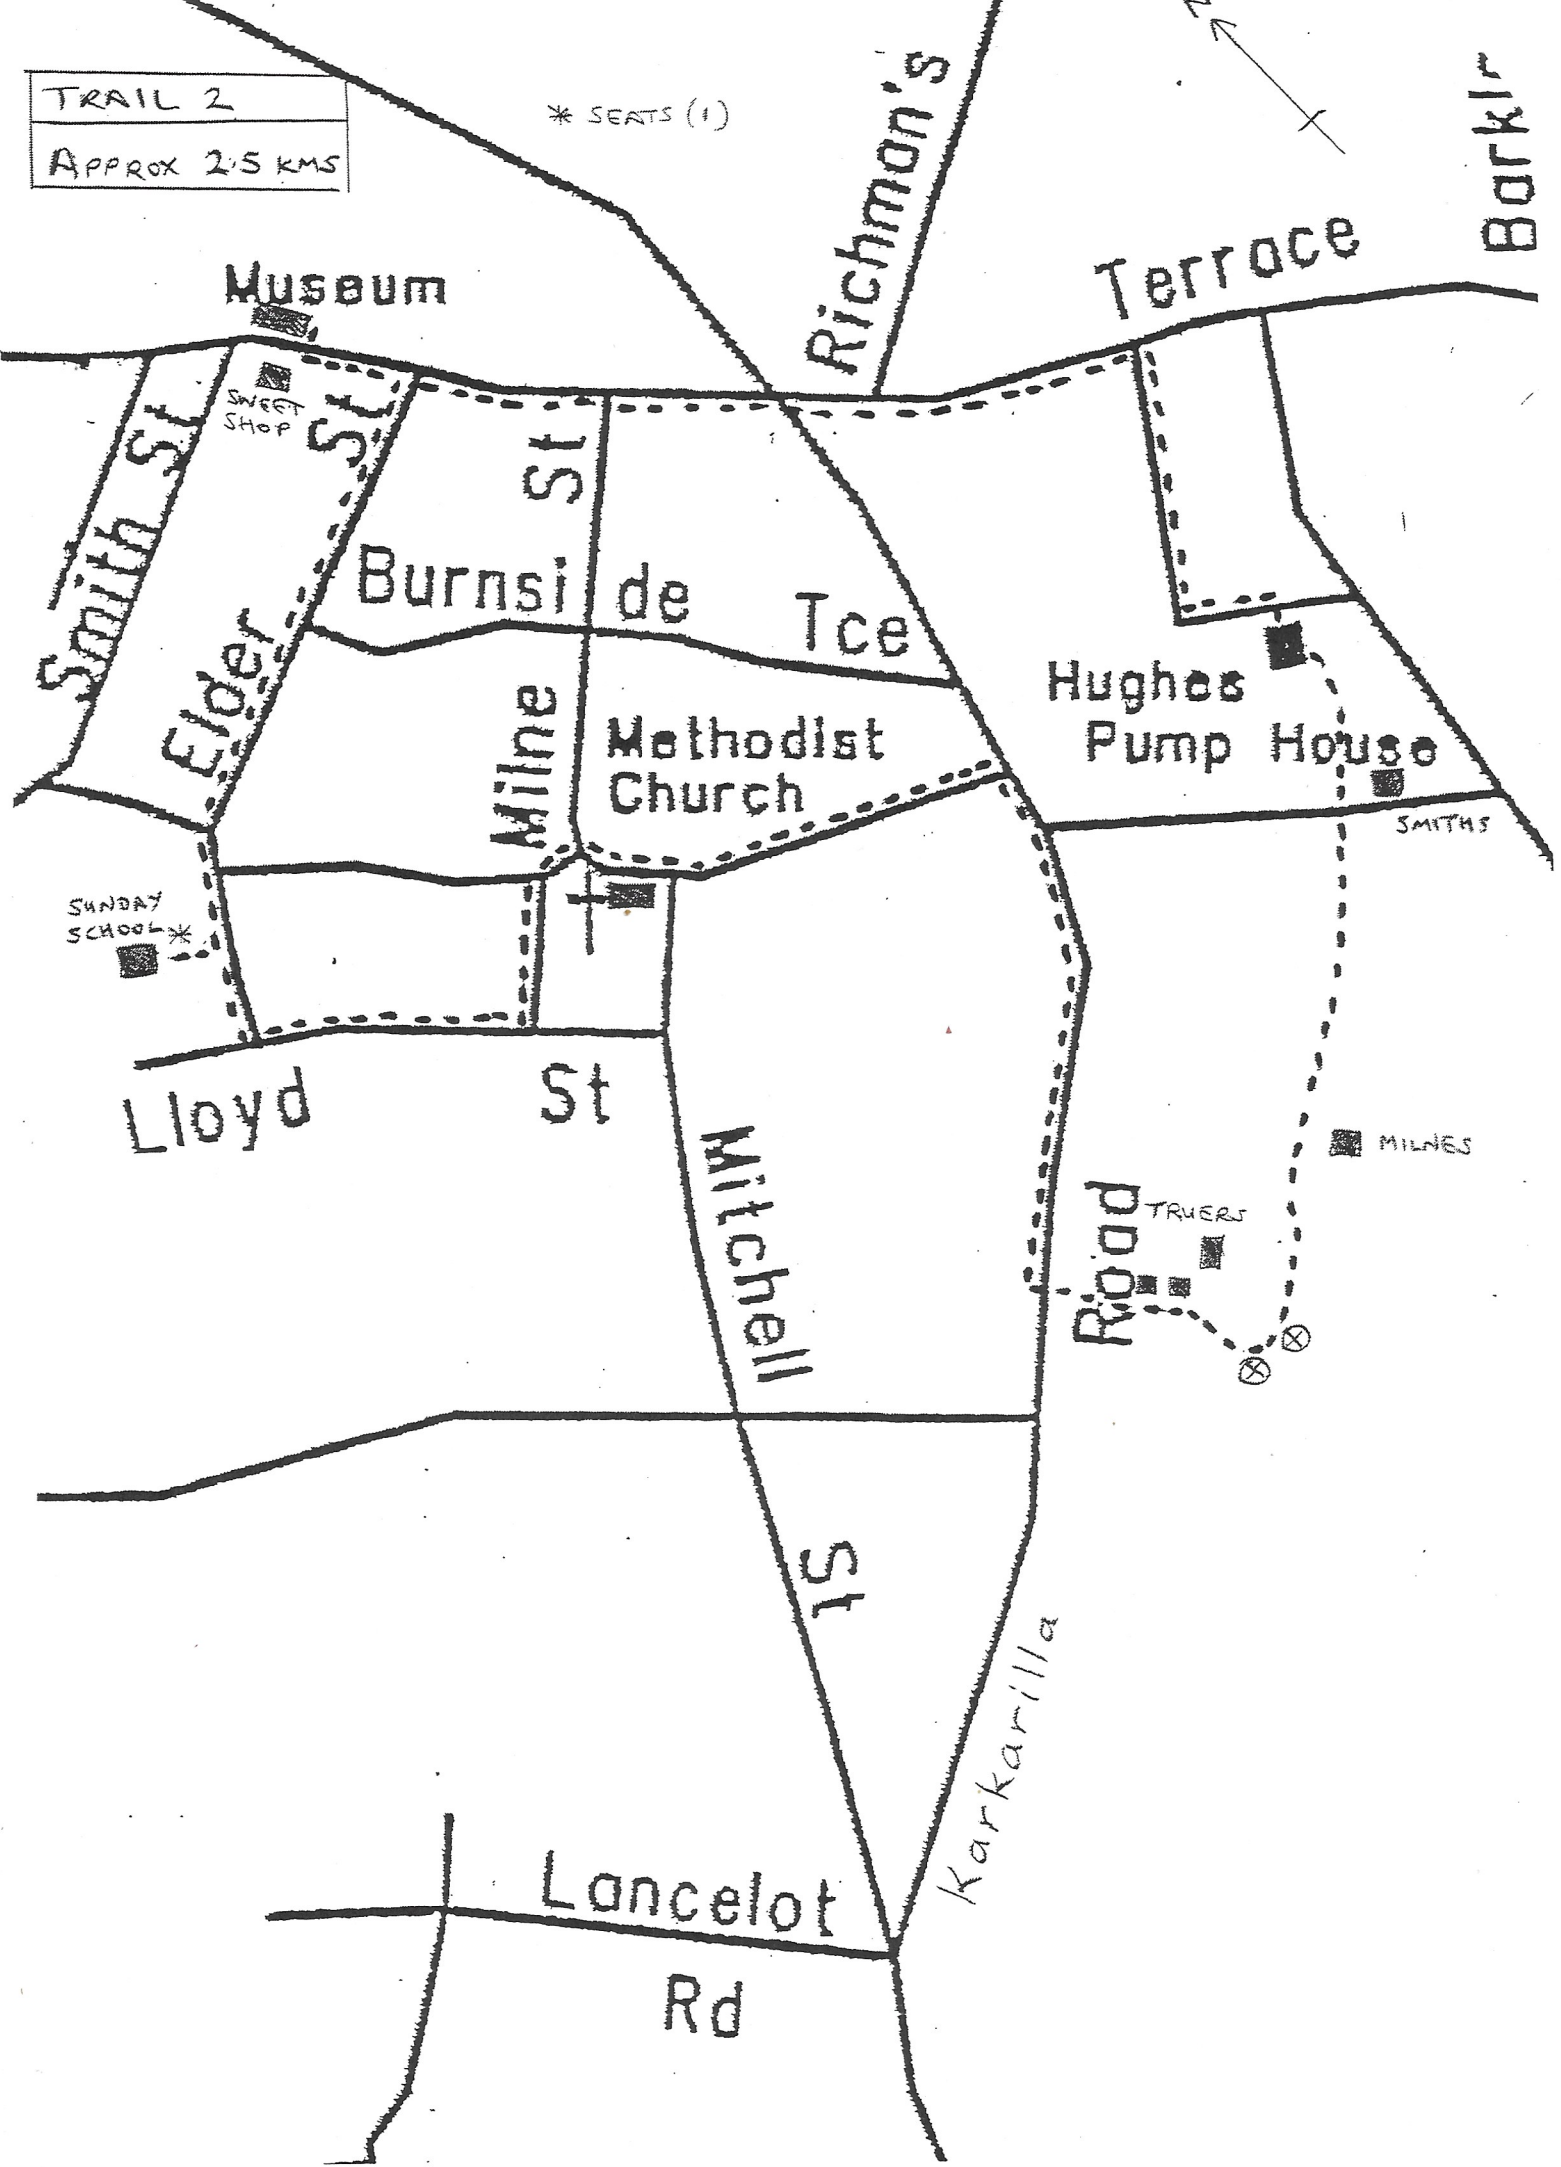 N
TRAIL 2
APPROX 2.5 KMS
* SEATS (1)
Richman's
Terrace
Museum
SWEET
SHOP
Smith St
Elder St
Milne St
Burnside Tce
Methodist
Church
Hughes
Pump House
SMITHS
SUNDAY
SCHOOL *
Lloyd St
Mitchell St
MILNES
TRUERS
Road
Karkarilla
Lancelot
Rd